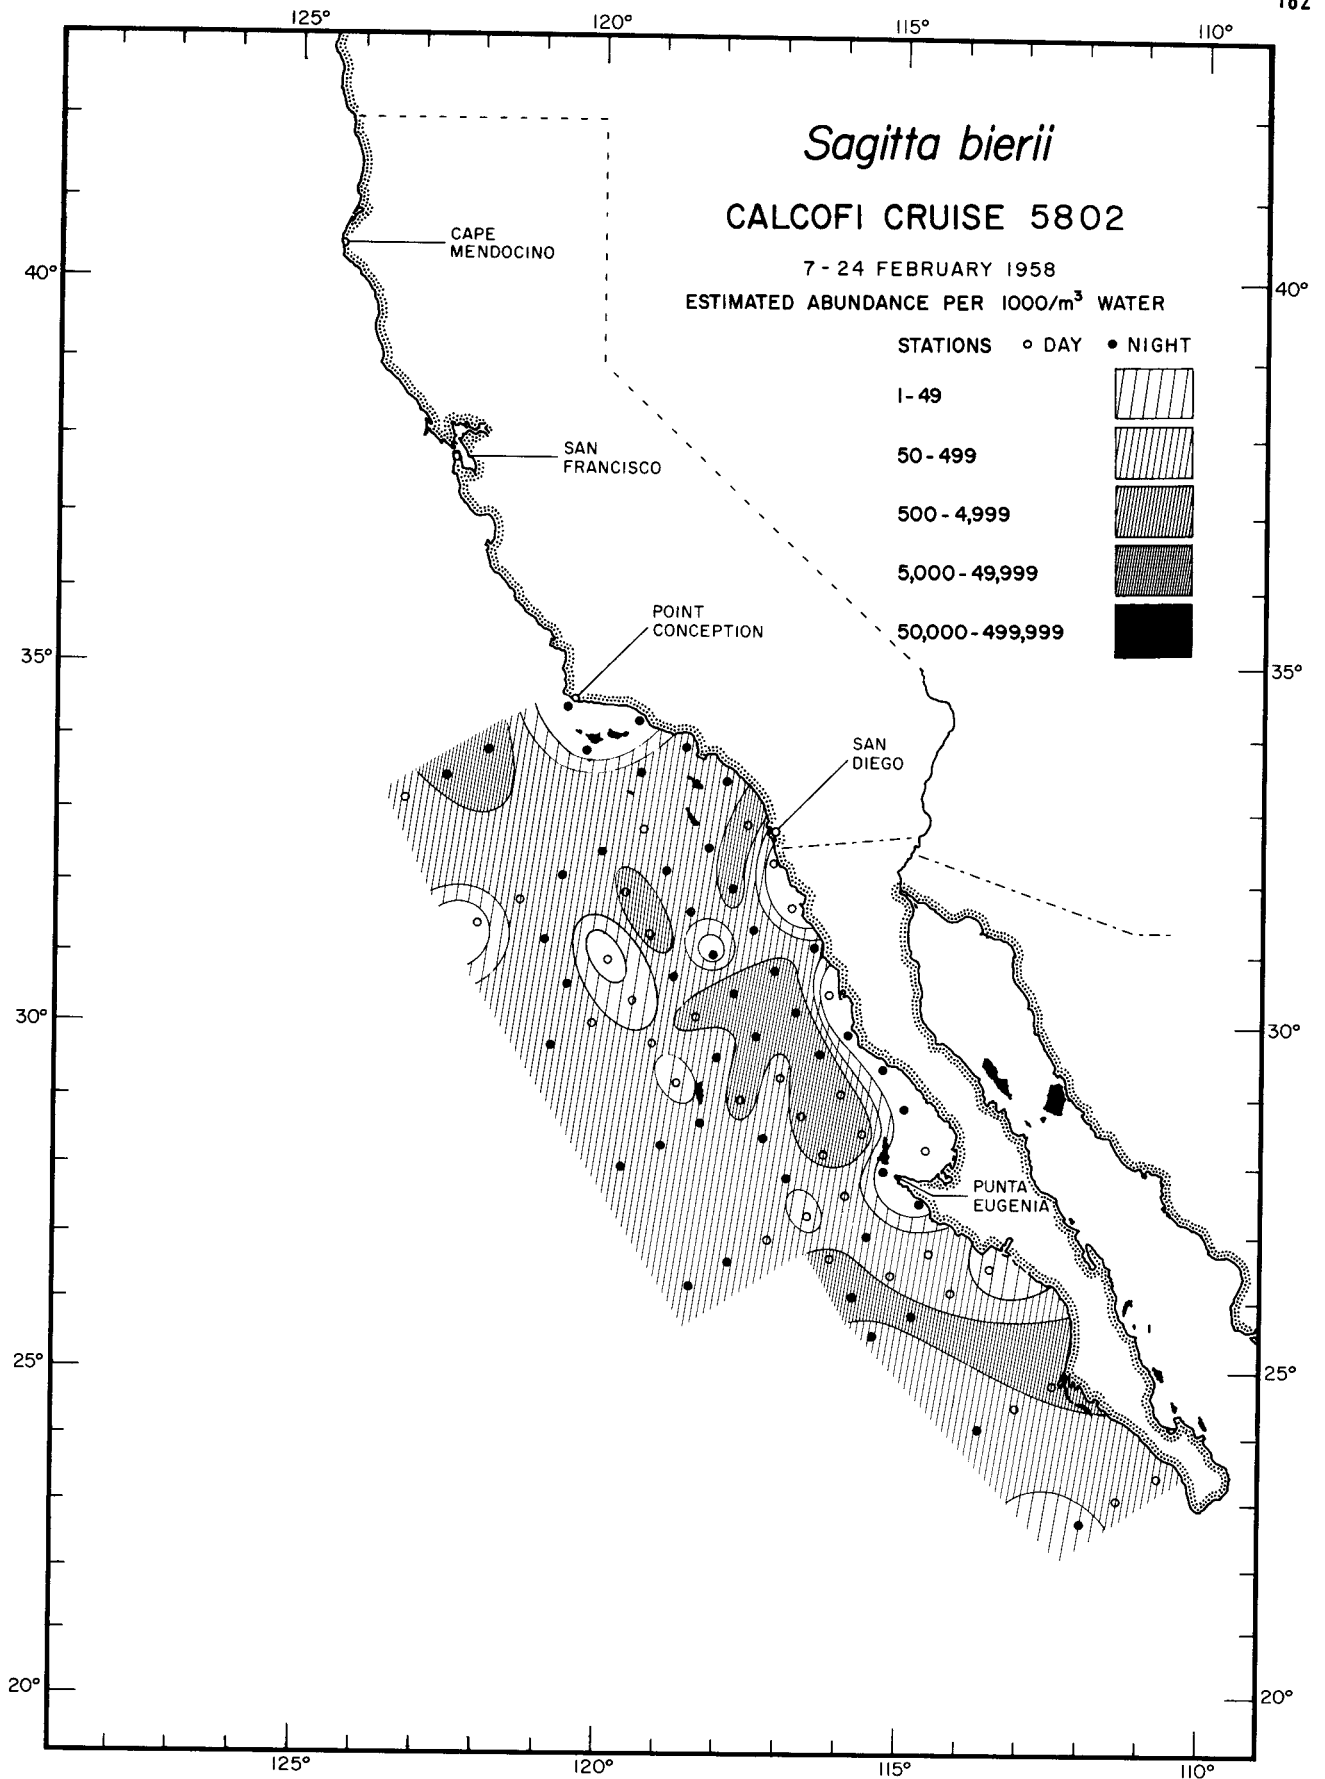 182
125°
120°
115°
110°
Sagitta bierii
CALCOFI CRUISE 5802
7-24 FEBRUARY 1958
ESTIMATED ABUNDANCE PER 1000/m³ WATER
STATIONS ○ DAY ● NIGHT
1-49
50-499
500-4,999
5,000-49,999
50,000-499,999
CAPE
MENDOCINO
40°
40°
SAN
FRANCISCO
POINT
CONCEPTION
35°
35°
SAN
DIEGO
30°
30°
PUNTA
EUGENIA
25°
25°
20°
20°
125°
120°
115°
110°